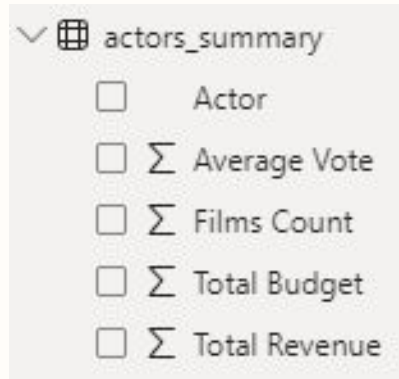 actors_summary
Actor
Σ Average Vote
Σ Films Count
Σ Total Budget
Σ Total Revenue